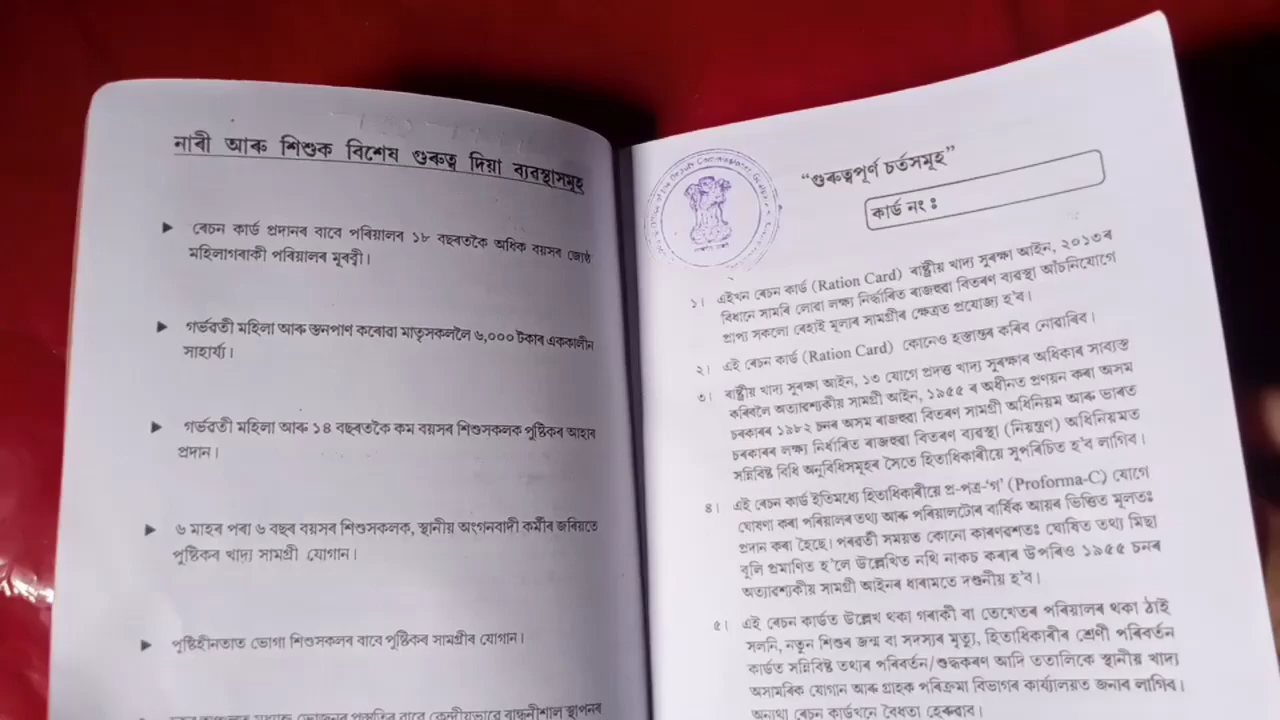 নাৰী আৰু শিশুক বিশেষ গুৰুত্ব দিয়া ব্যৱস্থাসমূহ
► ৰেচন কাৰ্ড প্ৰদানৰ বাবে পৰিয়ালৰ ১৮ বছৰতকৈ অধিক বয়সৰ জ্যেষ্ঠ
মহিলাগৰাকী পৰিয়ালৰ মূৰব্বী।
► গৰ্ভৱতী মহিলা আৰু স্তনপাণ কৰোৱা মাতৃসকললৈ ৬,০০০ টকাৰ এককালীন
সাহাৰ্য্য।
► গৰ্ভৱতী মহিলা আৰু ১৪ বছৰতকৈ কম বয়সৰ শিশুসকলক পুষ্টিকৰ আহাৰ
প্ৰদান।
► ৬ মাহৰ পৰা ৬ বছৰ বয়সৰ শিশুসকলক, স্থানীয় অংগনবাদী কৰ্মীৰ জৰিয়তে
পুষ্টিকৰ খাদ্য সামগ্ৰী যোগান।
► পুষ্টিহীনতাত ভোগা শিশুসকলৰ বাবে পুষ্টিকৰ সামগ্ৰীৰ যোগান।
বাবে কেন্দ্ৰীয়ভাৱে ৰান্ধনীশাল স্থাপনৰ
“গুৰুত্বপূৰ্ণ চৰ্তসমূহ”
কাৰ্ড নং ঃ
১। এইখন ৰেচন কাৰ্ড (Ration Card) ৰাষ্ট্ৰীয় খাদ্য সুৰক্ষা আইন, ২০১৩ৰ
বিধানে সামৰি লোৱা লক্ষ্য নিৰ্দ্ধাৰিত ৰাজহুৱা বিতৰণ ব্যৱস্থা আঁচনিযোগে
প্ৰাপ্য সকলো ৰেহাই মূল্যৰ সামগ্ৰীৰ ক্ষেত্ৰত প্ৰযোজ্য হ’ব।
২। এই ৰেচন কাৰ্ড (Ration Card) কোনেও হস্তান্তৰ কৰিব নোৱাৰিব।
৩। ৰাষ্ট্ৰীয় খাদ্য সুৰক্ষা আইন, ১৩ যোগে প্ৰদত্ত খাদ্য সুৰক্ষাৰ অধিকাৰ সাব্যস্ত
কৰিবলৈ অত্যাৱশ্যকীয় সামগ্ৰী আইন, ১৯৫৫ ৰ অধীনত প্ৰণয়ন কৰা অসম
চৰকাৰৰ ১৯৮২ চনৰ অসম ৰাজহুৱা বিতৰণ সামগ্ৰী অধিনিয়ম আৰু ভাৰত
চৰকাৰৰ লক্ষ্য নিৰ্ধাৰিত ৰাজহুৱা বিতৰণ ব্যৱস্থা (নিয়ন্ত্ৰণ) অধিনিয়মত
সন্নিবিষ্ট বিধি অনুবিধিসমূহৰ সৈতে হিতাধিকাৰীয়ে সুপৰিচিত হ’ব লাগিব।
৪। এই ৰেচন কাৰ্ড ইতিমধ্যে হিতাধিকাৰীয়ে প্ৰ-পত্ৰ-‘গ’ (Proforma-C) যোগে
ঘোষণা কৰা পৰিয়ালৰ তথ্য আৰু পৰিয়ালটোৰ বাৰ্ষিক আয়ৰ ভিত্তিত মূলতঃ
প্ৰদান কৰা হৈছে। পৰৱৰ্তী সময়ত কোনো কাৰণবশতঃ ঘোষিত তথ্য মিছা
বুলি প্ৰমাণিত হ’লে উল্লেখিত নথি নাকচ কৰাৰ উপৰিও ১৯৫৫ চনৰ
অত্যাৱশ্যকীয় সামগ্ৰী আইনৰ ধাৰামতে দণ্ডনীয় হ’ব।
৫। এই ৰেচন কাৰ্ডত উল্লেখ থকা গৰাকী বা তেখেতৰ পৰিয়ালৰ থকা ঠাই
সলনি, নতুন শিশুৰ জন্ম বা সদস্যৰ মৃত্যু, হিতাধিকাৰীৰ শ্ৰেণী পৰিবৰ্তন
কাৰ্ডত সন্নিবিষ্ট তথ্যৰ পৰিবৰ্তন/শুদ্ধকৰণ আদি ততালিকে স্থানীয় খাদ্য
অসামৰিক যোগান আৰু গ্ৰাহক পৰিক্ৰমা বিভাগৰ কাৰ্য্যালয়ত জনাব লাগিব।
অন্যথা ৰেচন কাৰ্ডখনে বৈধতা হেৰুৱাব।